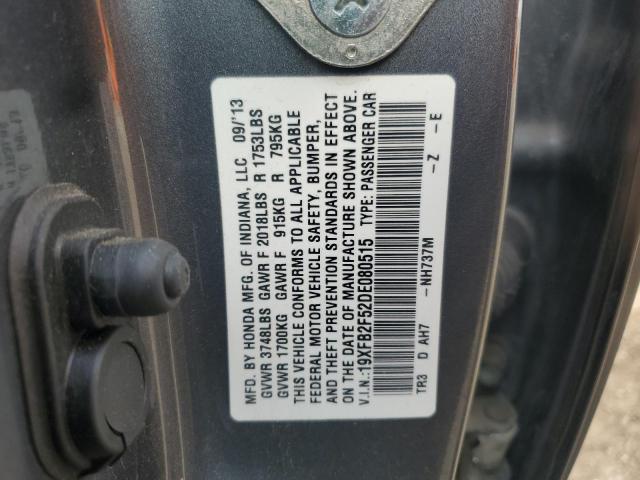 MFD. BY HONDA MFG. OF INDIANA, LLC 09/'13
GVWR 3748LBS GAWR F 2018LBS R 1753LBS
GVWR 1700KG GAWR F 915KG R 795KG
THIS VEHICLE CONFORMS TO ALL APPLICABLE
FEDERAL MOTOR VEHICLE SAFETY, BUMPER,
AND THEFT PREVENTION STANDARDS IN EFFECT
ON THE DATE OF MANUFACTURE SHOWN ABOVE.
V.I.N.:19XFB2F52DE080515 TYPE: PASSENGER CAR
TR3 D AH7 -NH737M -Z -E